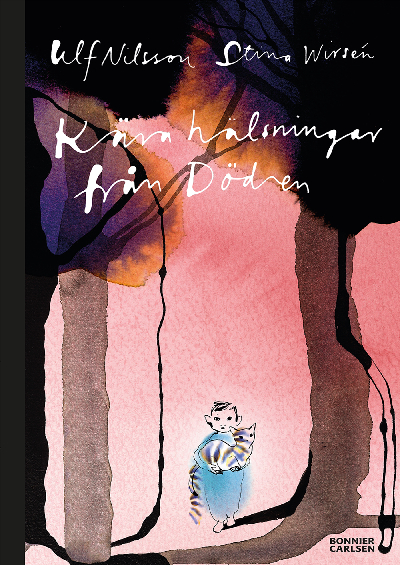 Ulf Nilsson Stina Wirsén
Kära hälsningar
från Döden
BONNIER
CARLSEN